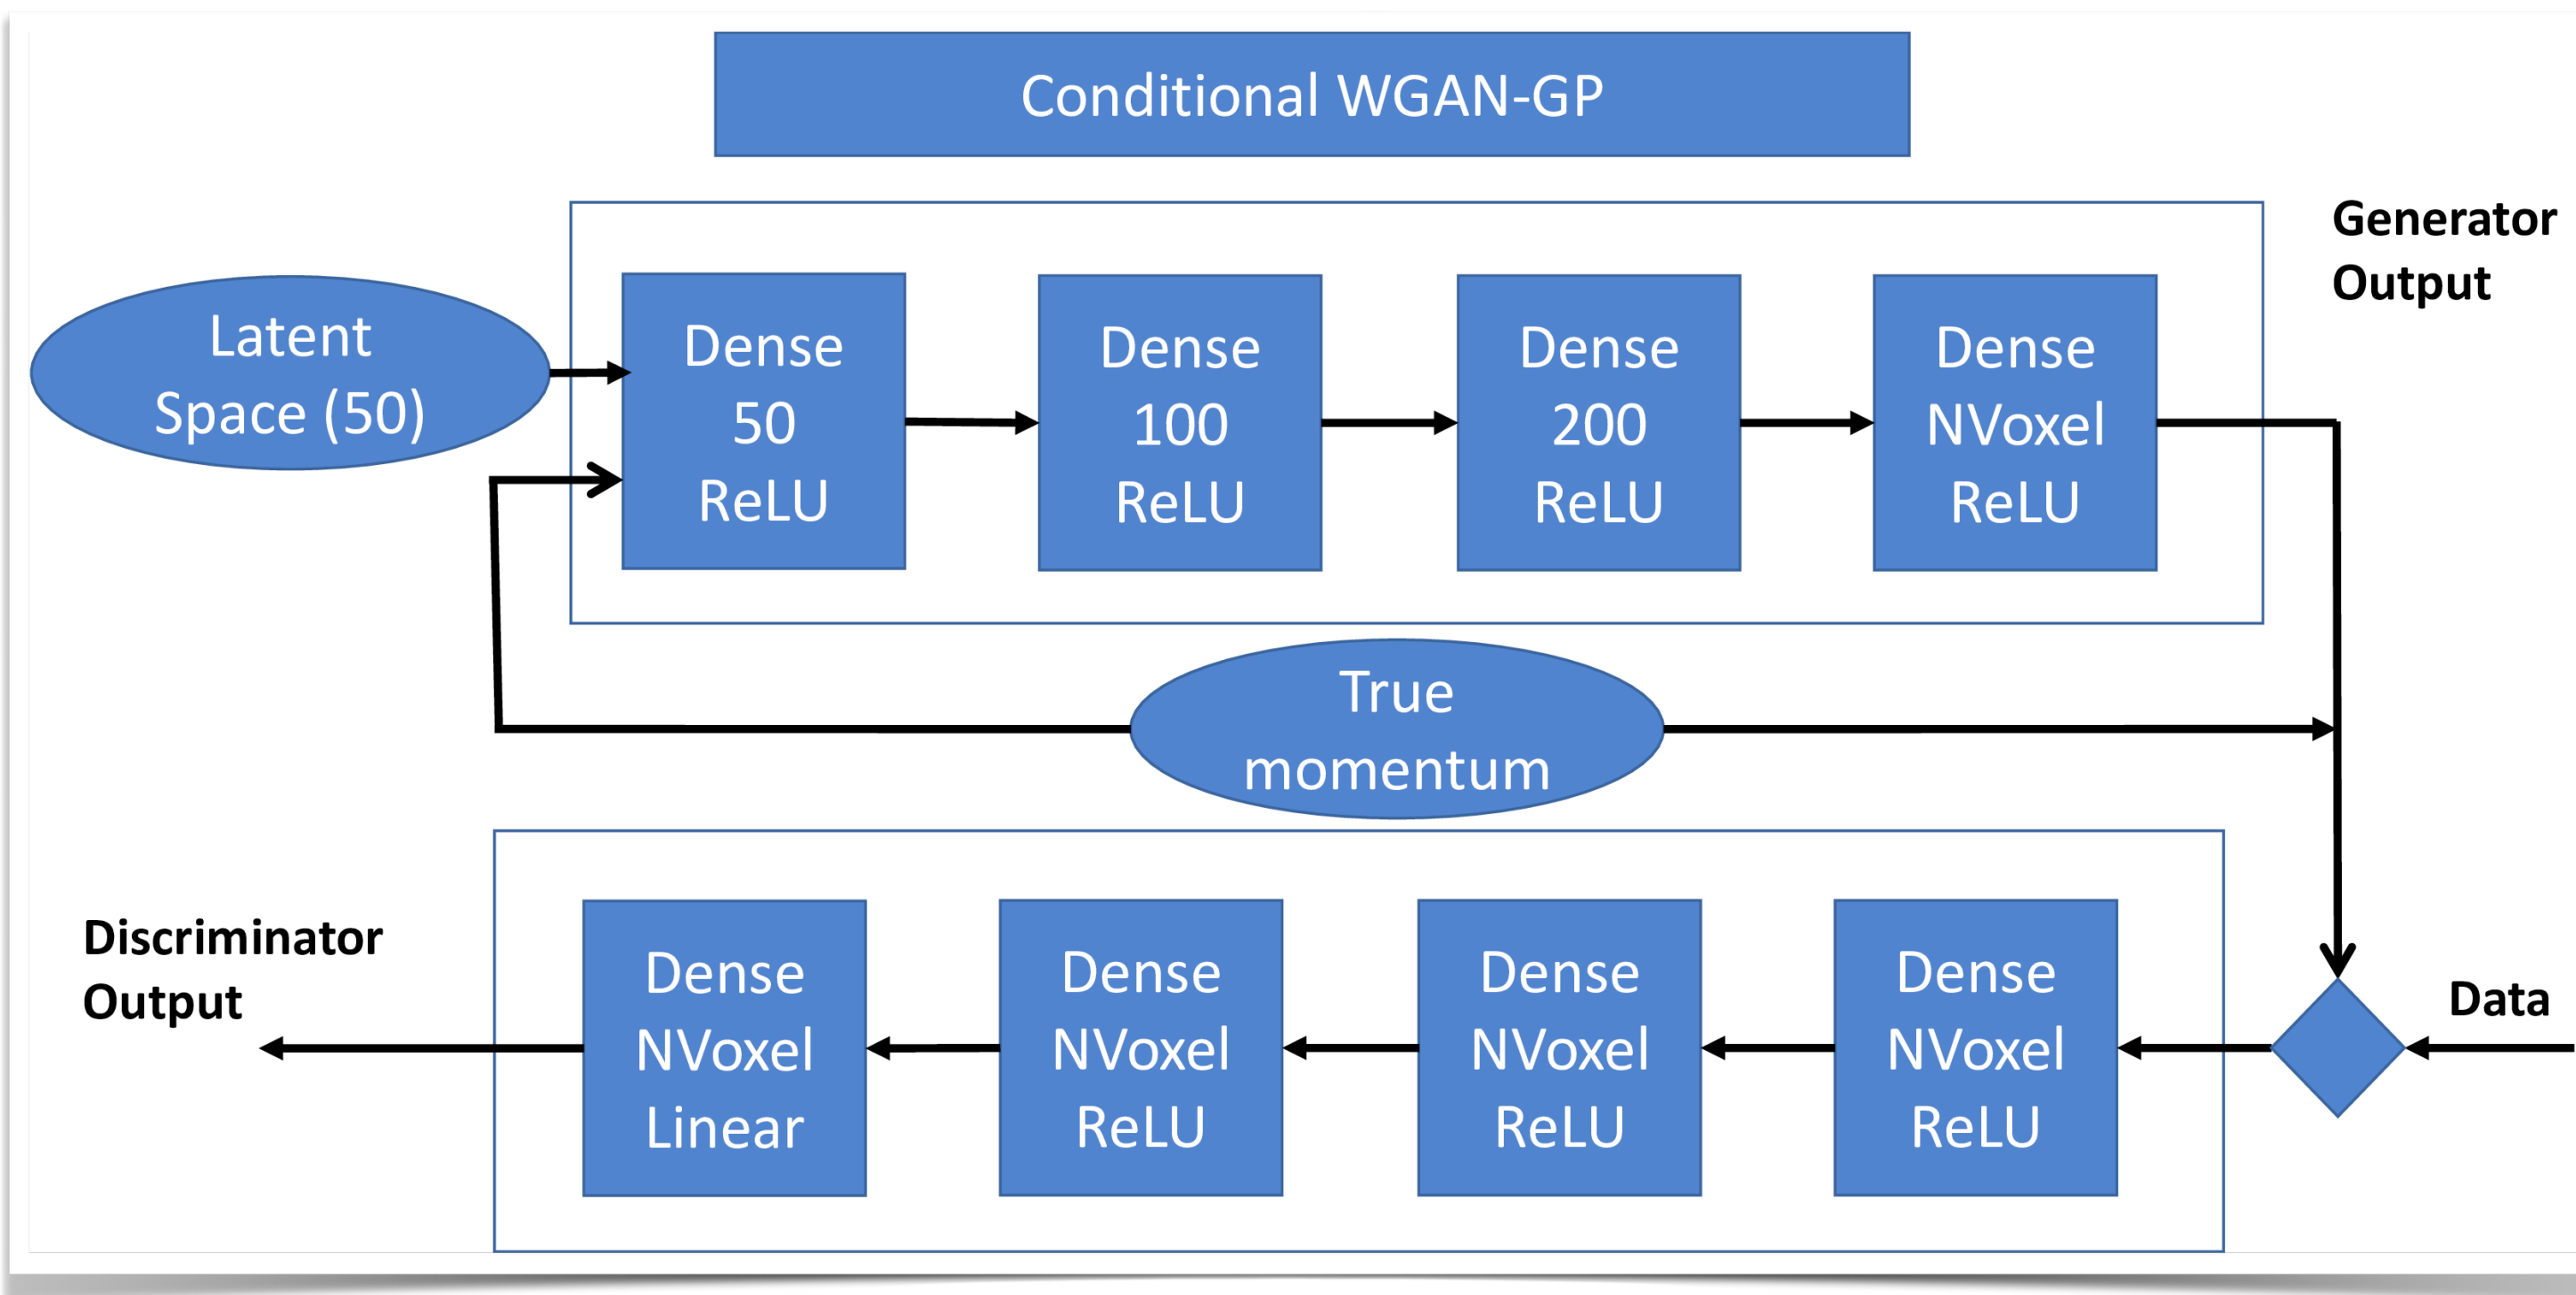 Conditional WGAN-GP
Generator
Output
Latent
Space (50)
Dense
50
ReLU
Dense
100
ReLU
Dense
200
ReLU
Dense
NVoxel
ReLU
True
momentum
Discriminator
Output
Dense
NVoxel
Linear
Dense
NVoxel
ReLU
Dense
NVoxel
ReLU
Dense
NVoxel
ReLU
Data